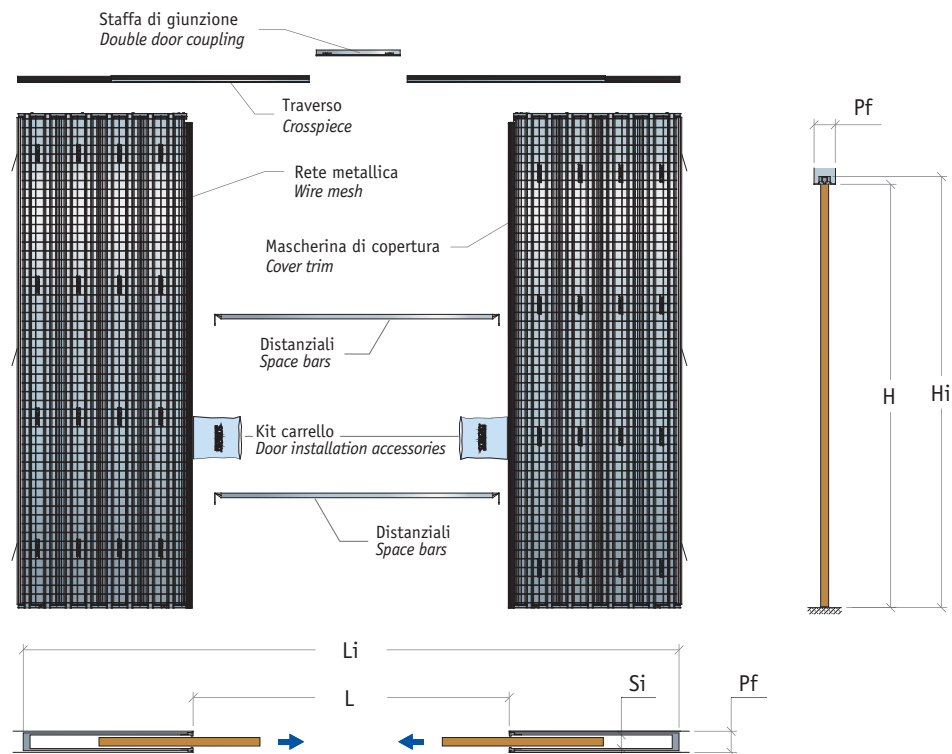 Staffa di giunzione
Double door coupling
Traverso
Crosspiece
Pf
Rete metallica
Wire mesh
Mascherina di copertura
Cover trim
Distanziali
Space bars
H
Hi
Kit carrello
Door installation accessories
Distanziali
Space bars
Li
L
Si
Pf